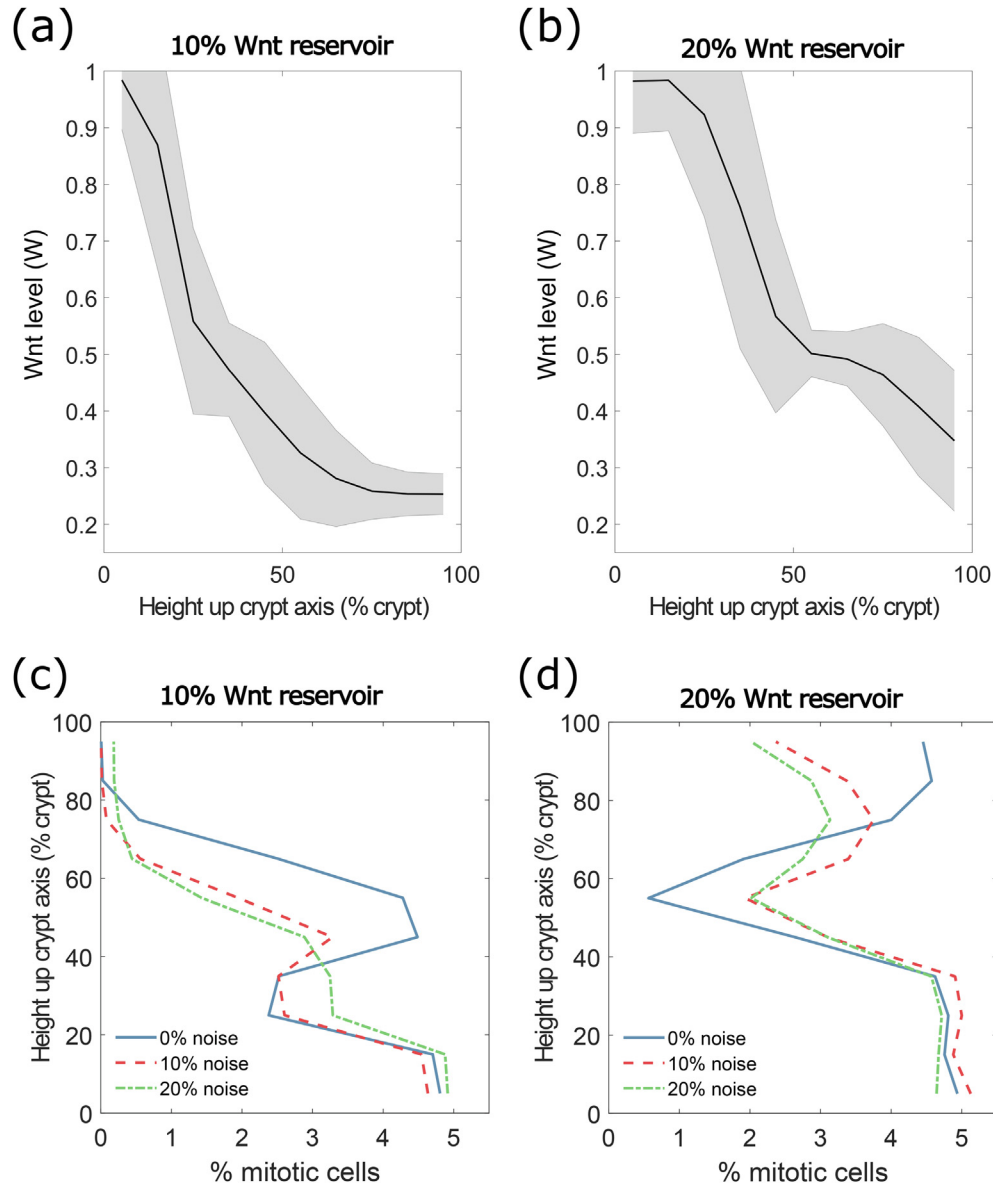 (a)
10% Wnt reservoir
1
0.9
0.8
0.7
0.6
0.5
0.4
0.3
0.2
Wnt level (W)
0
50
100
Height up crypt axis (% crypt)
(b)
20% Wnt reservoir
1
0.9
0.8
0.7
0.6
0.5
0.4
0.3
0.2
Wnt level (W)
0
50
100
Height up crypt axis (% crypt)
(c)
10% Wnt reservoir
100
80
60
40
20
0
Height up crypt axis (% crypt)
0% noise
10% noise
20% noise
0 1 2 3 4 5
% mitotic cells
(d)
20% Wnt reservoir
100
80
60
40
20
0
Height up crypt axis (% crypt)
0% noise
10% noise
20% noise
0 1 2 3 4 5
% mitotic cells